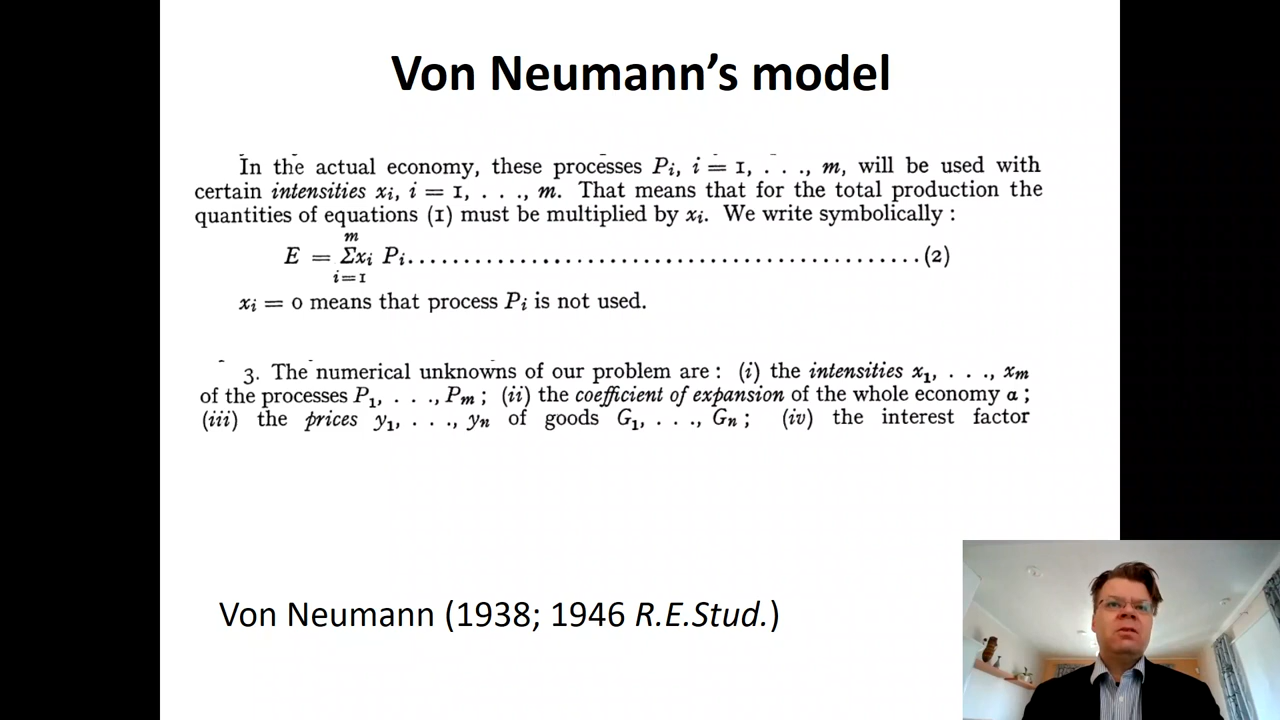 Von Neumann’s model
In the actual economy, these processes Pᵢ, i = 1, . . ., m, will be used with
certain intensities xᵢ, i = 1, . . ., m. That means that for the total production the
quantities of equations (1) must be multiplied by xᵢ. We write symbolically :
m
E = Σxᵢ Pᵢ..............................................(2)
i=1
xᵢ = 0 means that process Pᵢ is not used.
3. The numerical unknowns of our problem are : (i) the intensities x₁, . . ., xₘ
of the processes P₁, . . ., Pₘ ; (ii) the coefficient of expansion of the whole economy α ;
(iii) the prices y₁, . . ., yₙ of goods G₁, . . ., Gₙ ; (iv) the interest factor
Von Neumann (1938; 1946 R.E.Stud.)